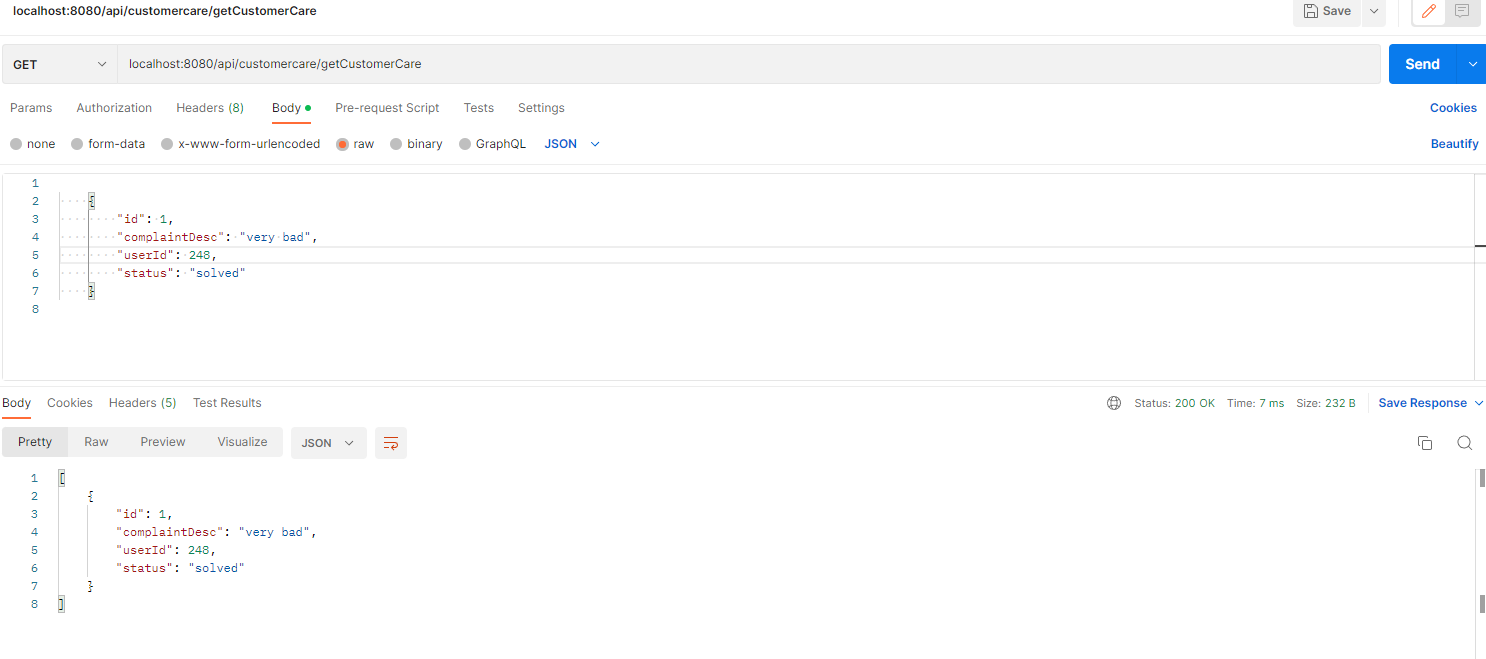 localhost:8080/api/customercare/getCustomerCare Save
GET localhost:8080/api/customercare/getCustomerCare Send
Params Authorization Headers (8) Body Pre-request Script Tests Settings Cookies
none form-data x-www-form-urlencoded raw binary GraphQL JSON Beautify
1
2 {
3 "id": 1,
4 "complaintDesc": "very bad",
5 "userId": 248,
6 "status": "solved"
7 }
8
Body Cookies Headers (5) Test Results Status: 200 OK Time: 7 ms Size: 232 B Save Response
Pretty Raw Preview Visualize JSON
1 [
2 {
3 "id": 1,
4 "complaintDesc": "very bad",
5 "userId": 248,
6 "status": "solved"
7 }
8 ]